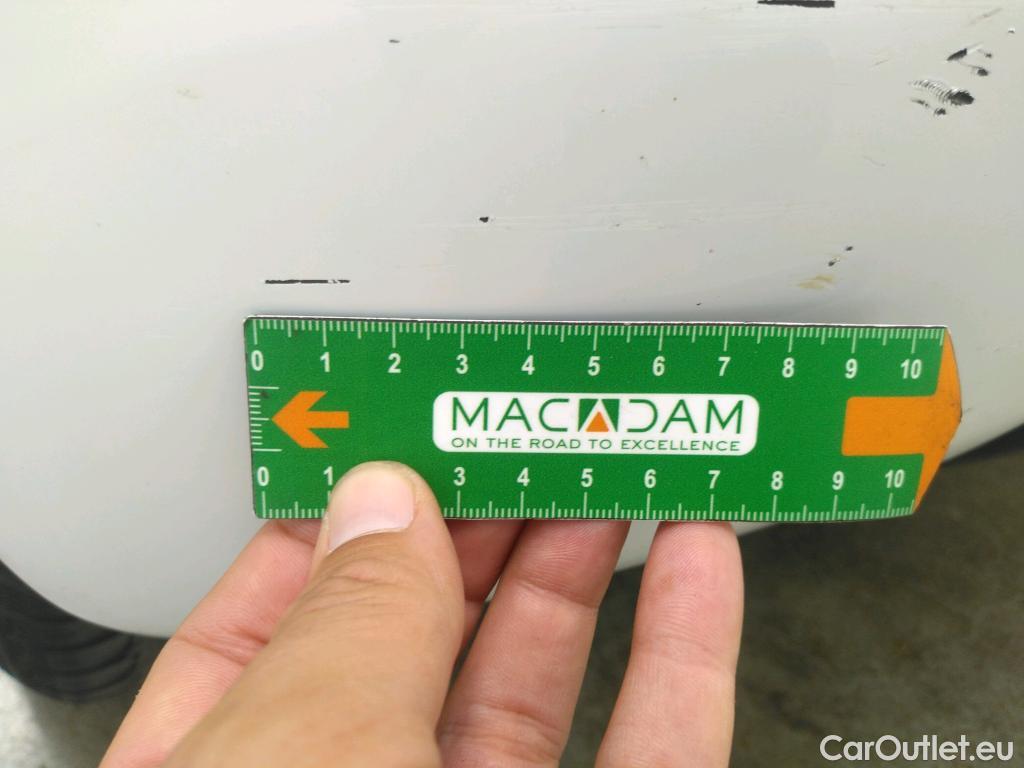 0 1 2 3 4 5 6 7 8 9 10
MACADAM
ON THE ROAD TO EXCELLENCE
0 1 3 4 5 6 7 8 9 10
CarOutlet.eu